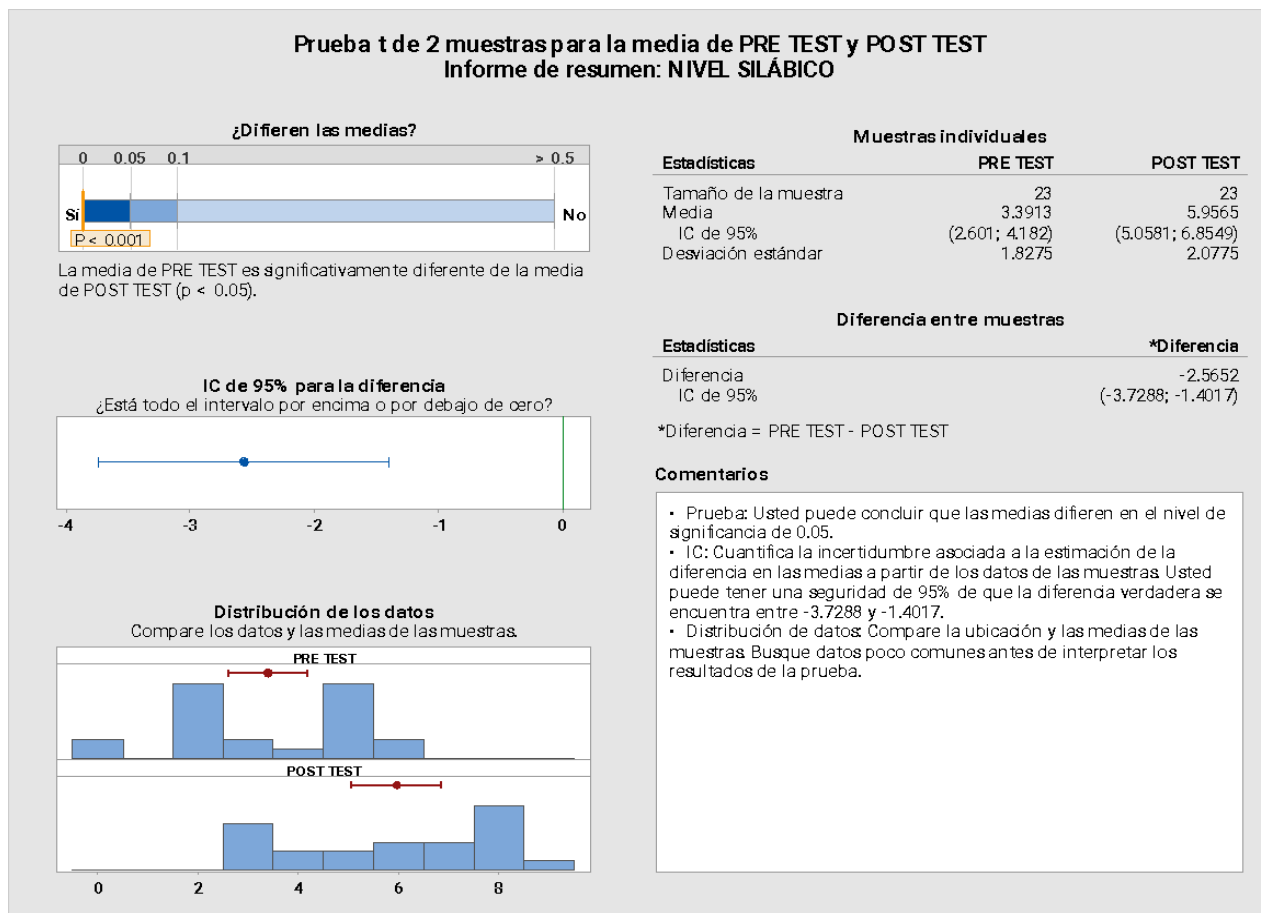 Prueba t de 2 muestras para la media de PRE TEST y POST TEST
Informe de resumen: NIVEL SILÁBICO
¿Difieren las medias?
0 0.05 0.1 > 0.5
Sí No
P < 0.001
La media de PRE TEST es significativamente diferente de la media
de POST TEST (p < 0.05).
IC de 95% para la diferencia
¿Está todo el intervalo por encima o por debajo de cero?
-4 -3 -2 -1 0
Distribución de los datos
Compare los datos y las medias de las muestras.
PRE TEST
POST TEST
0 2 4 6 8
Muestras individuales
Estadísticas PRE TEST POST TEST
Tamaño de la muestra 23 23
Media 3.3913 5.9565
IC de 95% (2.601; 4.182) (5.0581; 6.8549)
Desviación estándar 1.8275 2.0775
Diferencia entre muestras
Estadísticas *Diferencia
Diferencia -2.5652
IC de 95% (-3.7288; -1.4017)
*Diferencia = PRE TEST - POST TEST
Comentarios
• Prueba: Usted puede concluir que las medias difieren en el nivel de
significancia de 0.05.
• IC: Cuantifica la incertidumbre asociada a la estimación de la
diferencia en las medias a partir de los datos de las muestras. Usted
puede tener una seguridad de 95% de que la diferencia verdadera se
encuentra entre -3.7288 y -1.4017.
• Distribución de datos: Compare la ubicación y las medias de las
muestras. Busque datos poco comunes antes de interpretar los
resultados de la prueba.